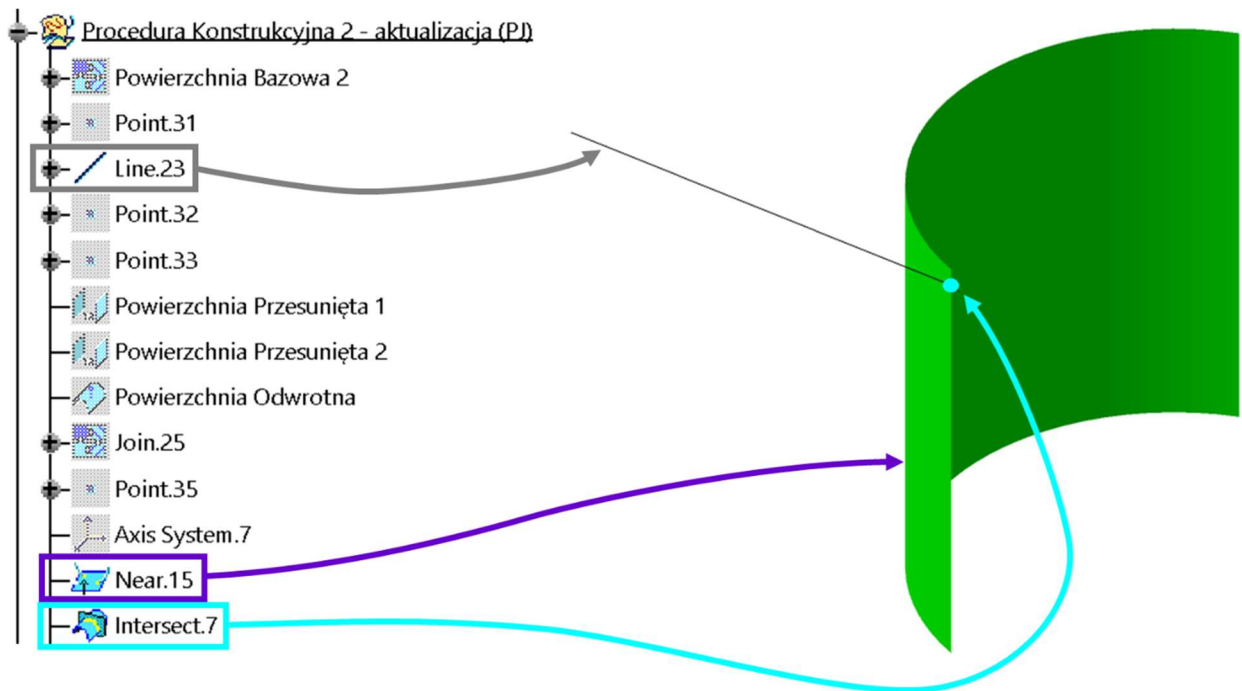 Procedura Konstrukcyjna 2 - aktualizacja (PJ)
Powierzchnia Bazowa 2
Point.31
Line.23
Point.32
Point.33
Powierzchnia Przesunięta 1
Powierzchnia Przesunięta 2
Powierzchnia Odwrotna
Join.25
Point.35
Axis System.7
Near.15
Intersect.7